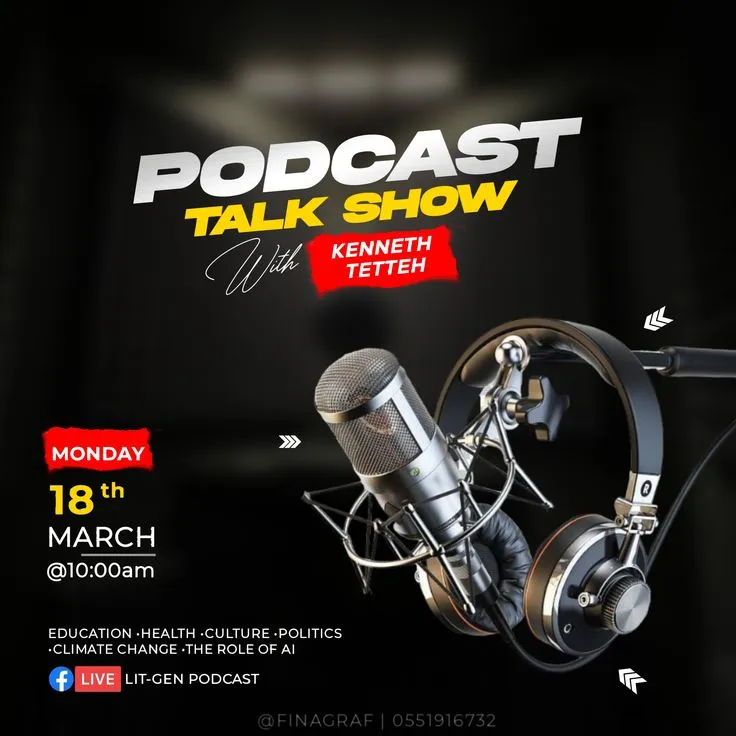 PODCAST
TALK SHOW
With
KENNETH
TETTEH
MONDAY
18th
MARCH
@10:00am
EDUCATION •HEALTH •CULTURE •POLITICS
•CLIMATE CHANGE •THE ROLE OF AI
LIVE LIT-GEN PODCAST
R
@FINAGRAF | 0551916732